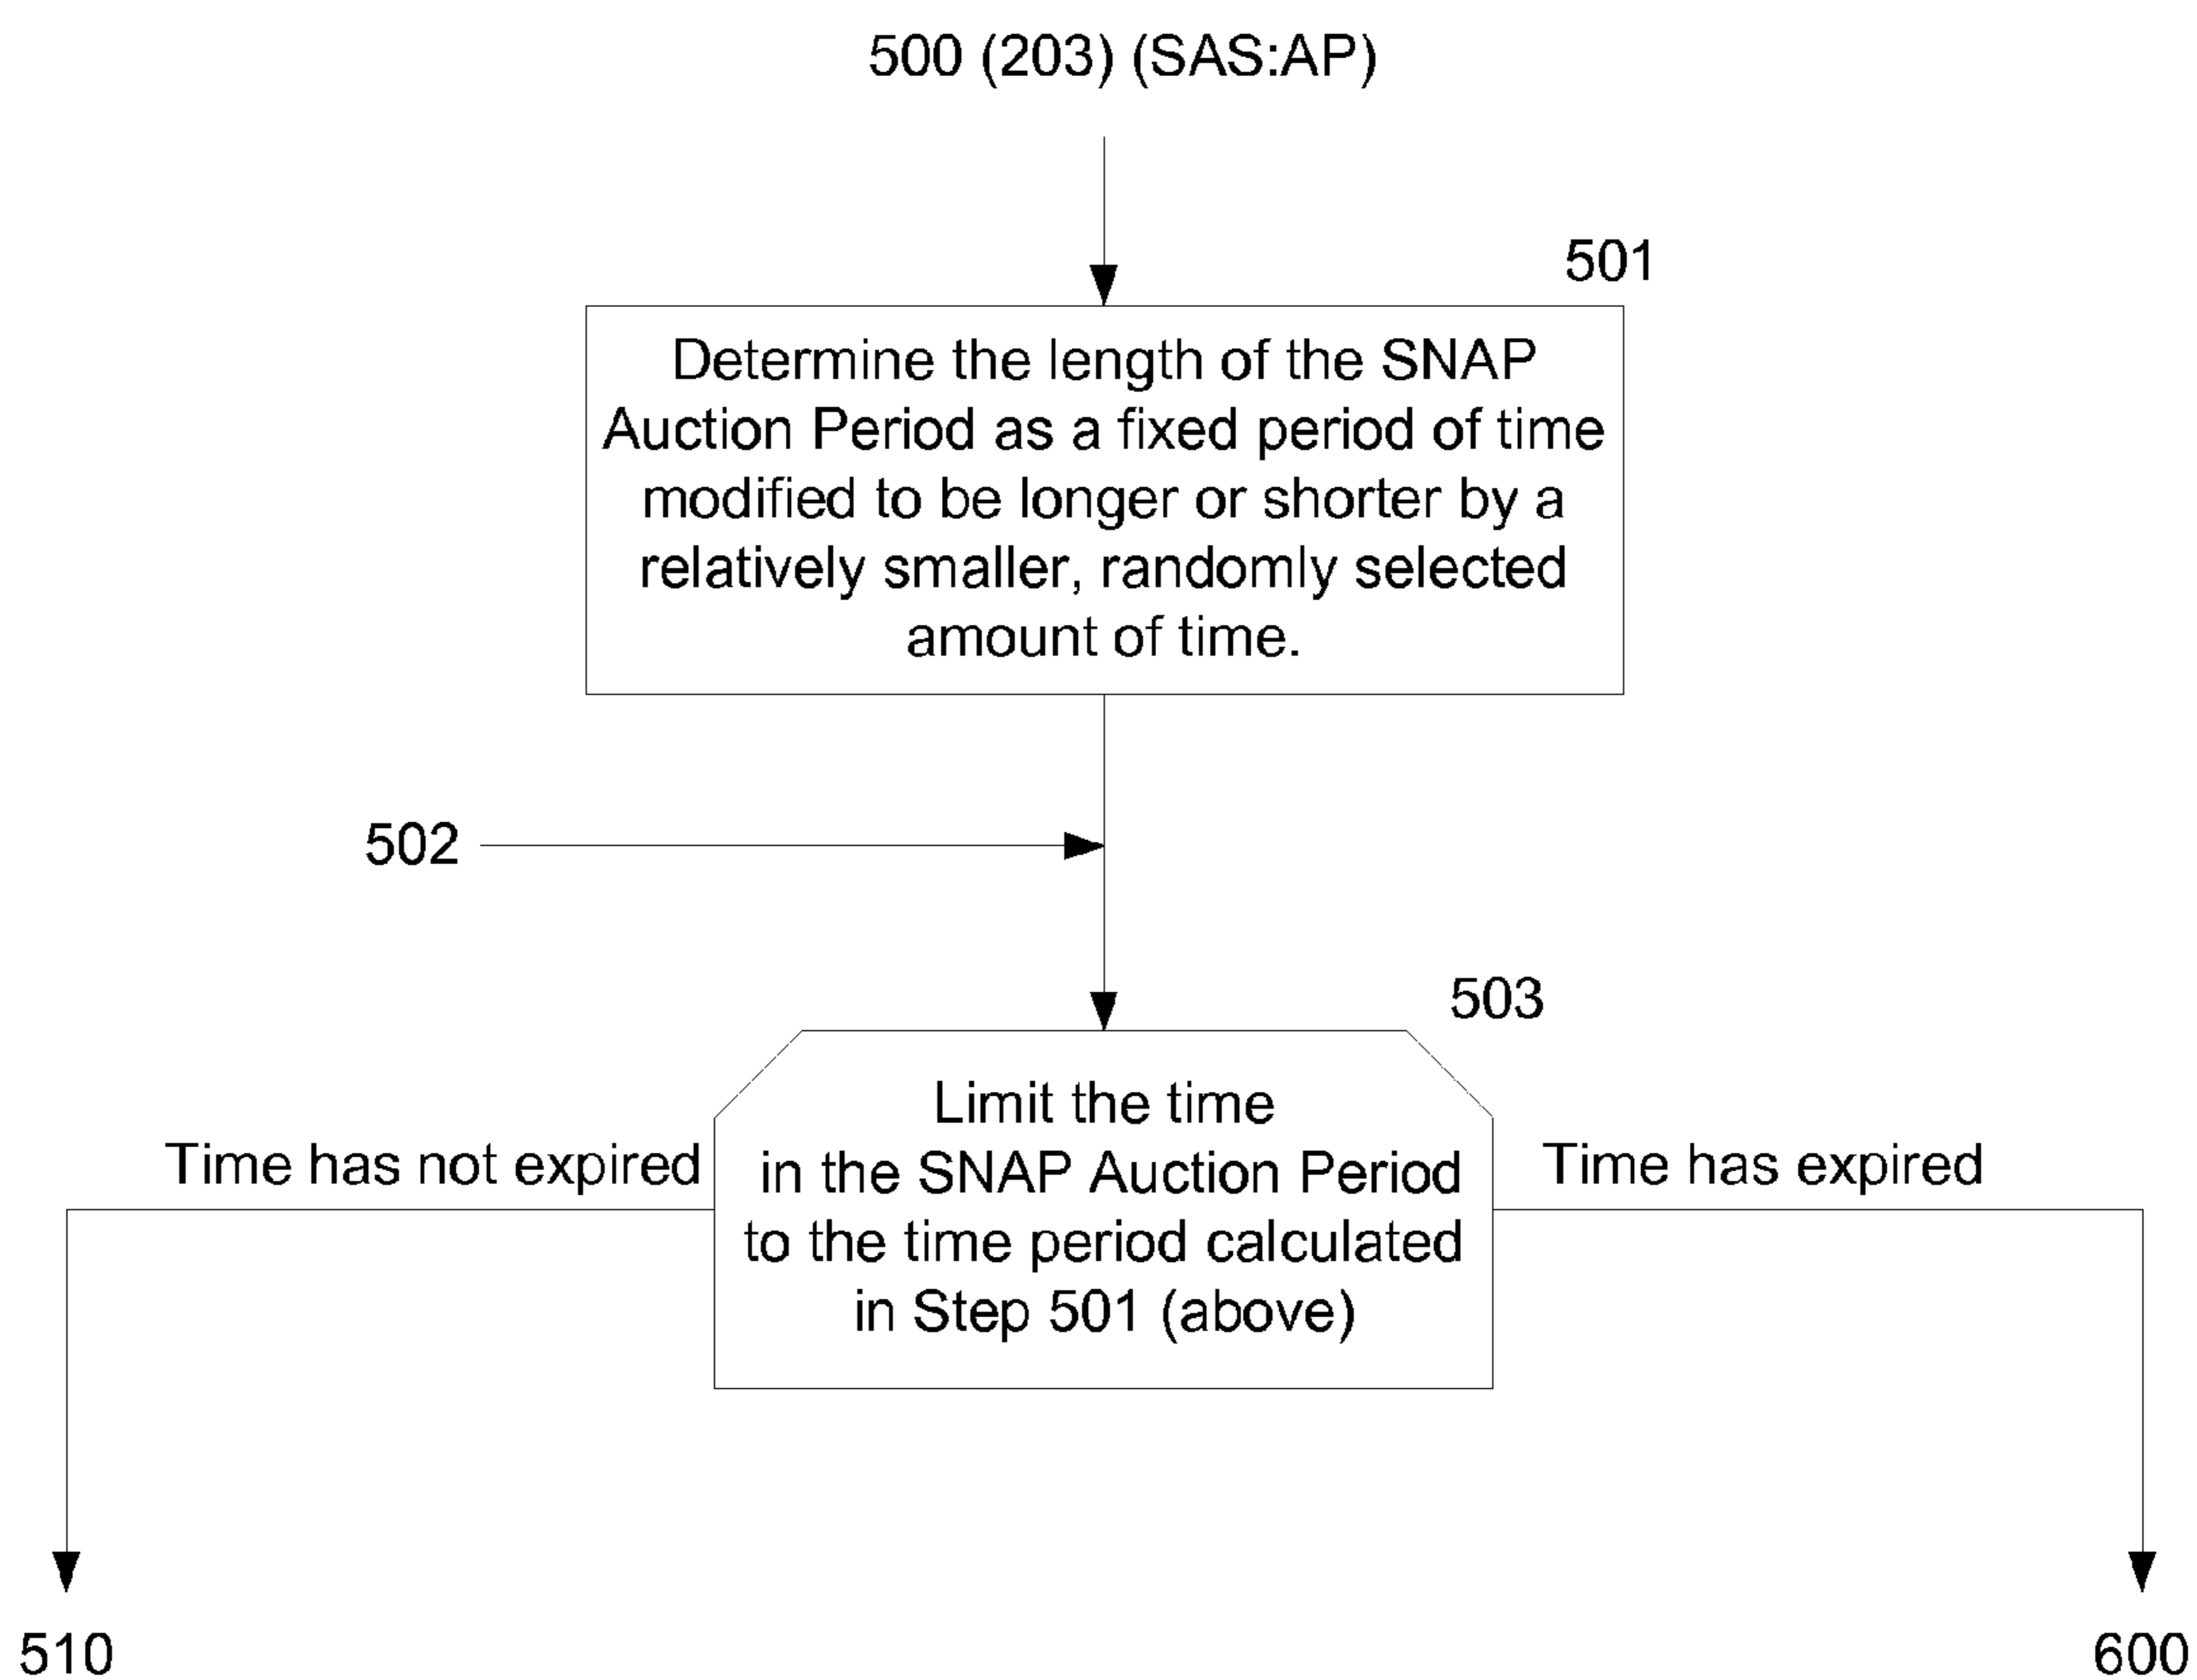 500 (203) (SAS:AP)
501
Determine the length of the SNAP
Auction Period as a fixed period of time
modified to be longer or shorter by a
relatively smaller, randomly selected
amount of time.
502
503
Limit the time
in the SNAP Auction Period
to the time period calculated
in Step 501 (above)
Time has not expired
Time has expired
510
600